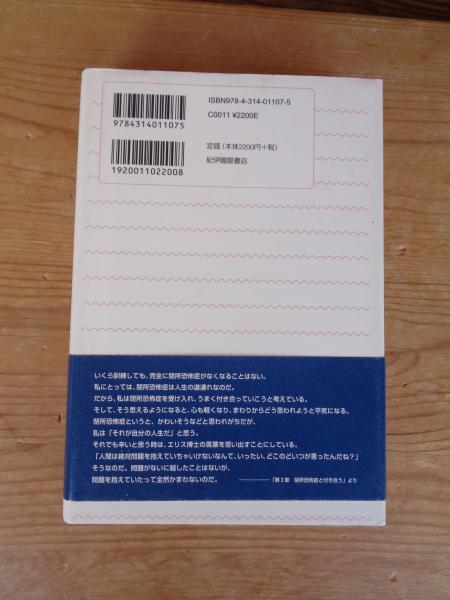 ISBN978-4-314-01107-5
C0011 ¥2200E
9784314011075
定価（本体2200円＋税）
紀伊國屋書店
1920011022008
いくら訓練しても、完全に閉所恐怖症がなくなることはない。
私にとっては、閉所恐怖症は人生の道連れなのだ。
だから、私は閉所恐怖症を受け入れ、うまく付き合っていこうと考えている。
そして、そう思えるようになると、心も軽くなり、まわりからどう思われようと平気になる。
閉所恐怖症というと、かわいそうなどと思われがちだが、
私は「それが自分の人生だ」と思う。
それでも辛いと思う時は、エリス博士の言葉を思い出すことにしている。
「人間は絶対問題を抱えていちゃいけないなんて、いったい、どこのどいつが言ったんだね？」
そうなのだ。問題がないに越したことはないが、
問題を抱えていたって全然かまわないのだ。
「第3章　閉所恐怖症と付き合う」より